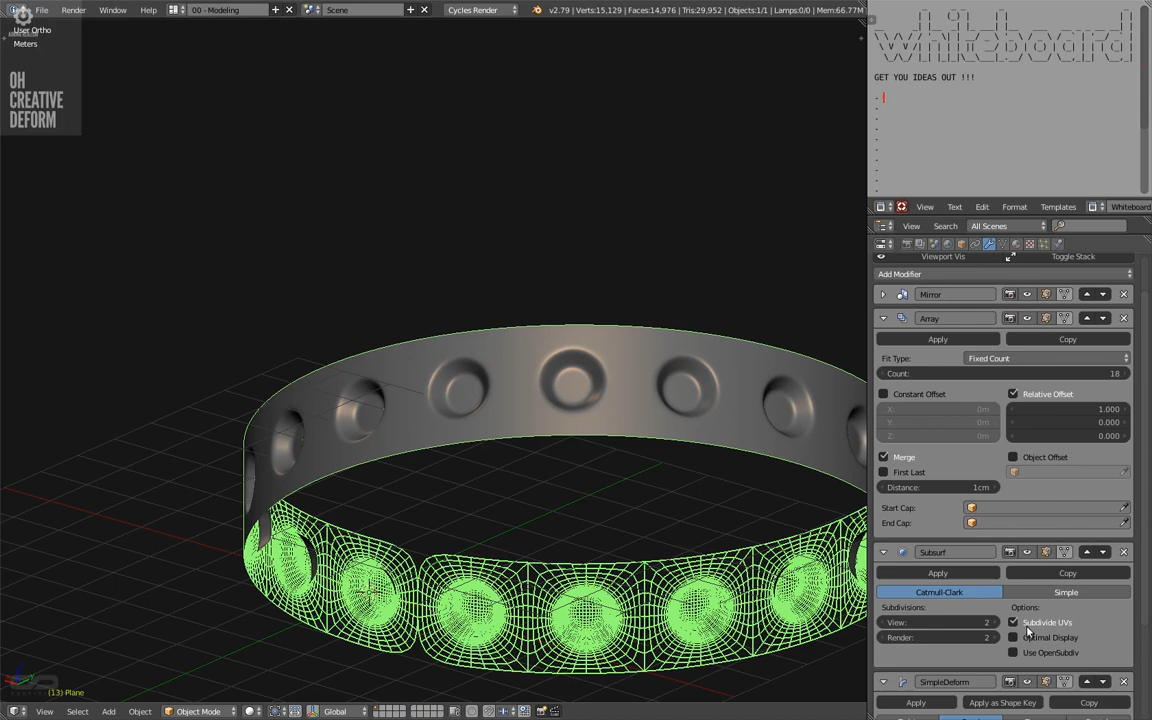 File Render Window Help 00 - Modeling Scene Cycles Render v2.79 | Verts:15,129 | Faces:14,976 | Tris:29,952 | Objects:1/1 | Lamps:0/0 | Mem:66.77M
User Ortho
Meters
OH
CREATIVE
DEFORM
whiteboard
GET YOU IDEAS OUT !!!
View Text Edit Format Templates Whiteboard
View Search All Scenes
Viewport Vis Toggle Stack
Add Modifier
Mirror
Array
Apply Copy
Fit Type: Fixed Count
Count: 18
Constant Offset Relative Offset
X: 0m 1.000
Y: 0m 0.000
Z: 0m 0.000
Merge Object Offset
First Last
Distance: 1cm
Start Cap:
End Cap:
Subsurf
Apply Copy
Catmull-Clark Simple
Subdivisions: Options:
View: 2 Subdivide UVs
Render: 2 Optimal Display
Use OpenSubdiv
SimpleDeform
Apply Apply as Shape Key Copy
(13) Plane
View Select Add Object Object Mode Global